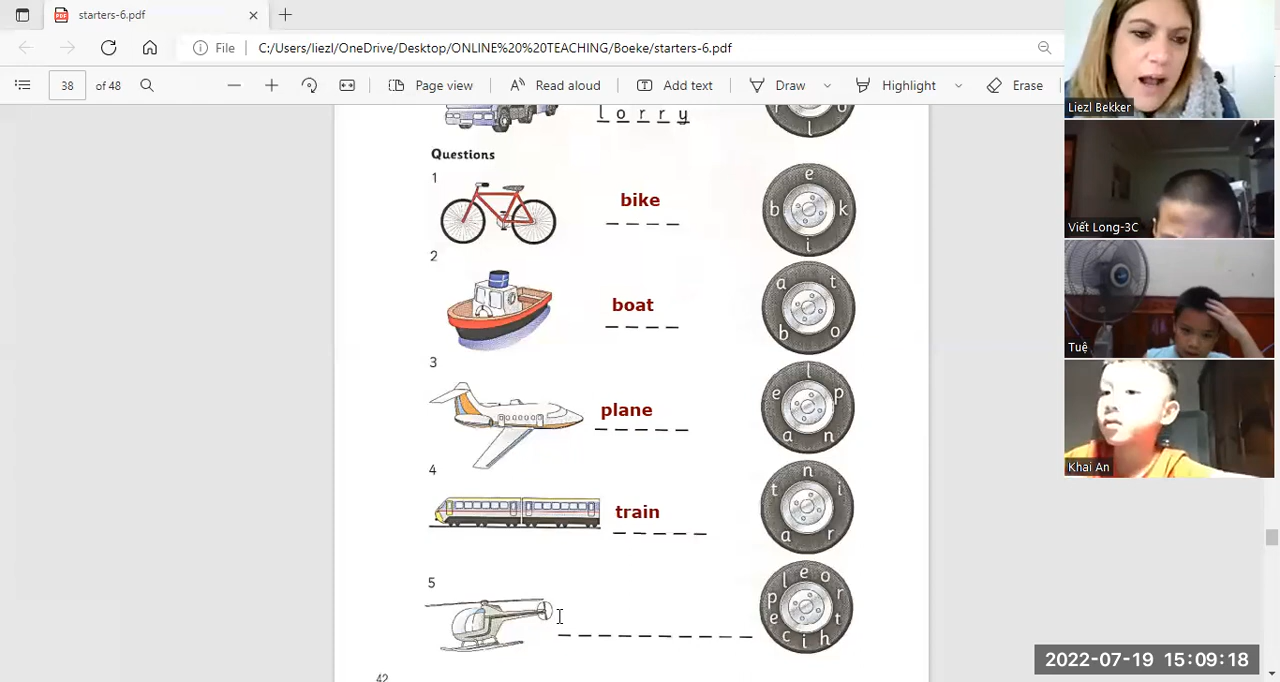 starters-6.pdf
File C:/Users/liezl/OneDrive/Desktop/ONLINE%20%20TEACHING/Boeke/starters-6.pdf
38 of 48 Page view Read aloud Add text Draw Highlight Erase
Liezl Bekker
Viết Long-3C
Tuệ
Khai An
l o r r y
l
Questions
1
bike
e
b k
i
2
boat
a t
b o
3
plane
l
e p
a n
4
train
n
t i
a r
5
l e o
p r
e t
c i h
42
2022-07-19 15:09:18